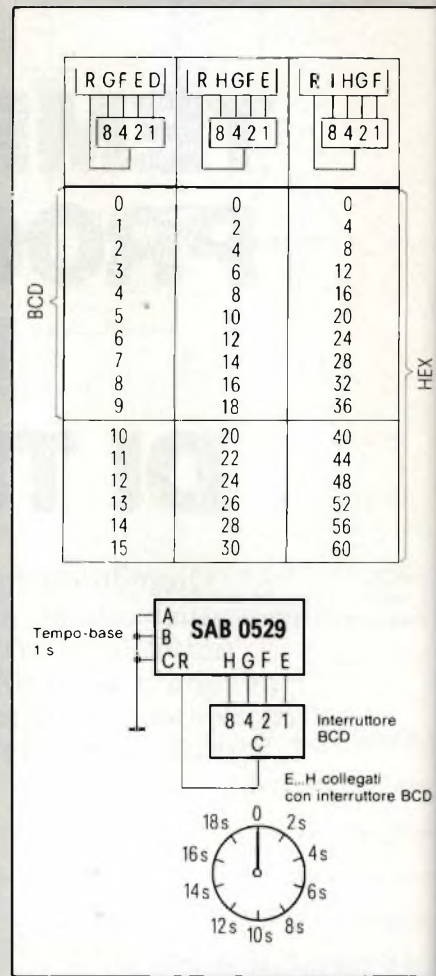 R G F E D R H G F E R I H G F
8 4 2 1 8 4 2 1 8 4 2 1
BCD
HEX
0 0 0
1 2 4
2 4 8
3 6 12
4 8 16
5 10 20
6 12 24
7 14 28
8 16 32
9 18 36
10 20 40
11 22 44
12 24 48
13 26 52
14 28 56
15 30 60
Tempo-base
1 s
A
B
C R
SAB 0529
H G F E
8 4 2 1
C
Interruttore
BCD
E...H collegati
con interruttore BCD
0
18s 2s
16s 4s
14s 6s
12s 10s 8s